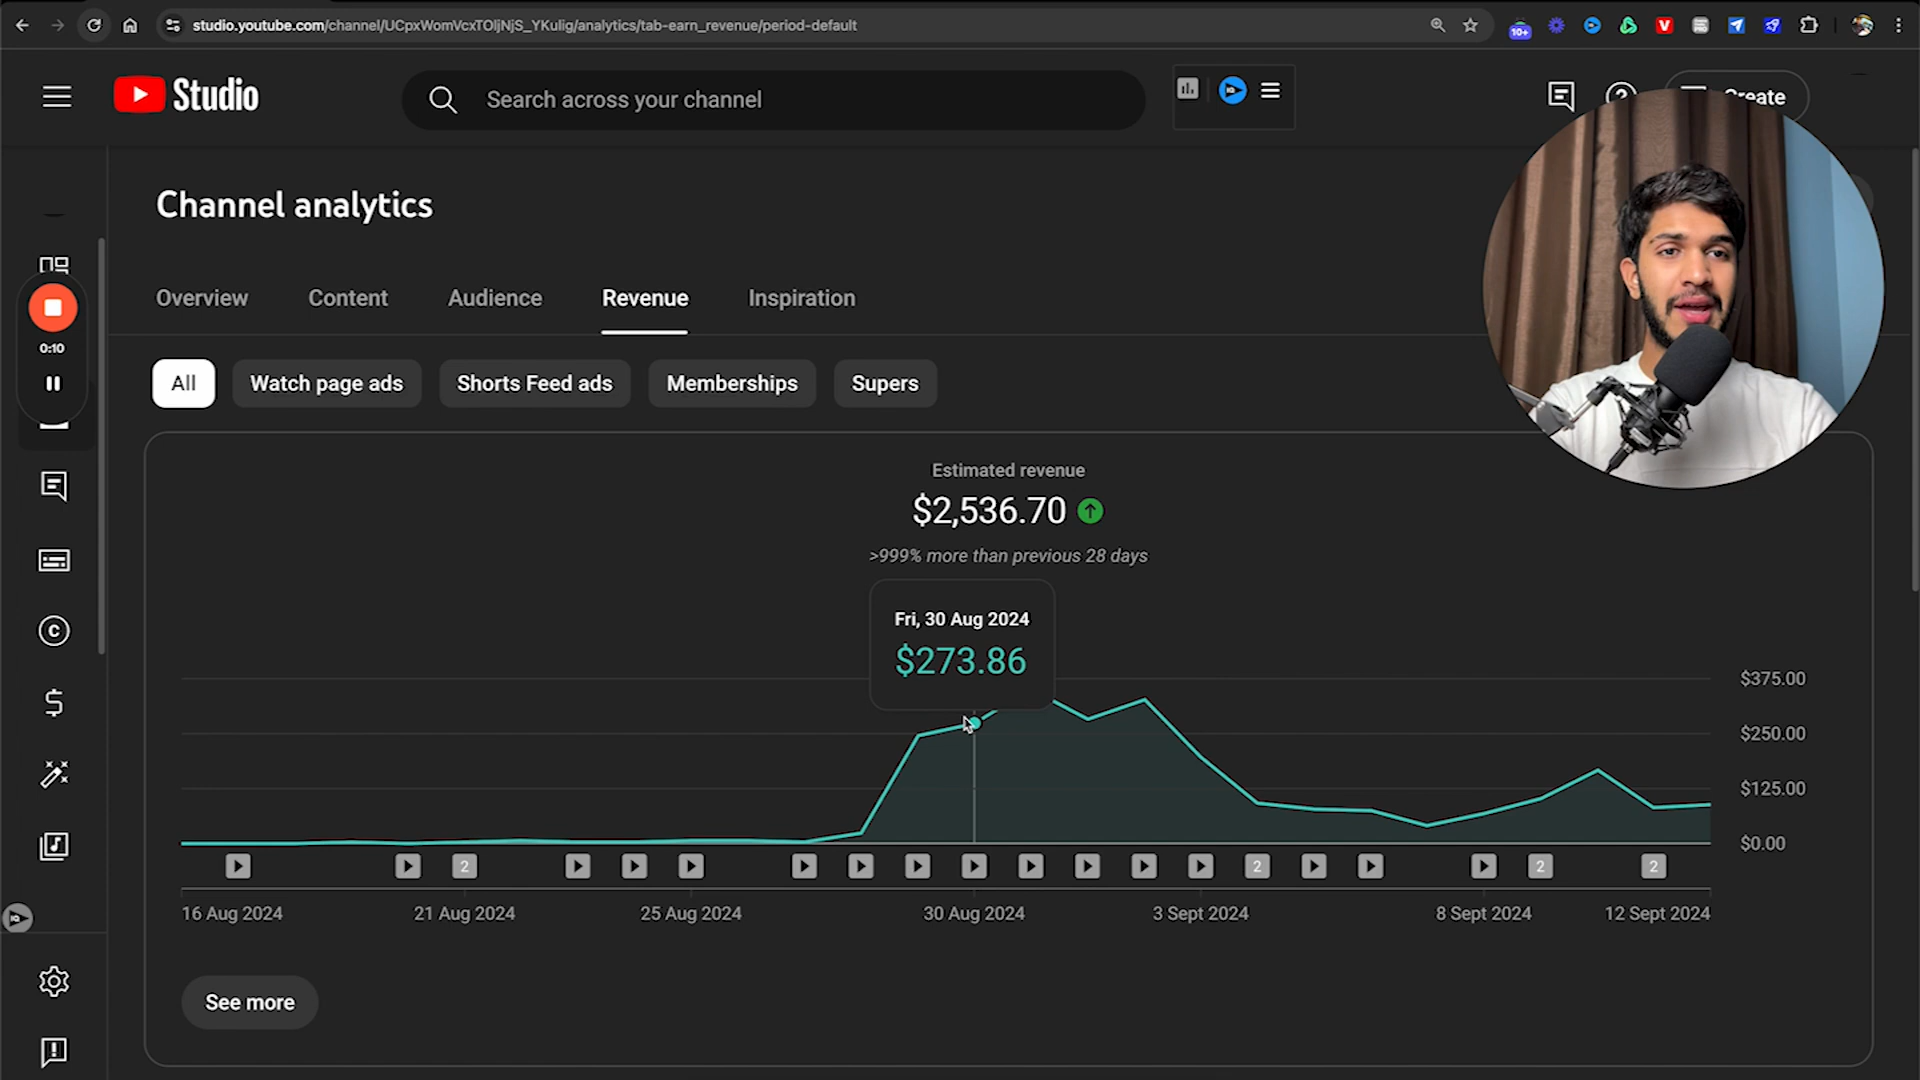 studio.youtube.com/channel/UCpxWomVcxTOljNjS_YKulig/analytics/tab-earn_revenue/period-default
10+
Studio
Search across your channel
Create
Channel analytics
Overview
Content
Audience
Revenue
Inspiration
0:10
All
Watch page ads
Shorts Feed ads
Memberships
Supers
Estimated revenue
$2,536.70
>999% more than previous 28 days
Fri, 30 Aug 2024
$273.86
$375.00
$250.00
$125.00
$0.00
2
2
2
2
16 Aug 2024
21 Aug 2024
25 Aug 2024
30 Aug 2024
3 Sept 2024
8 Sept 2024
12 Sept 2024
See more